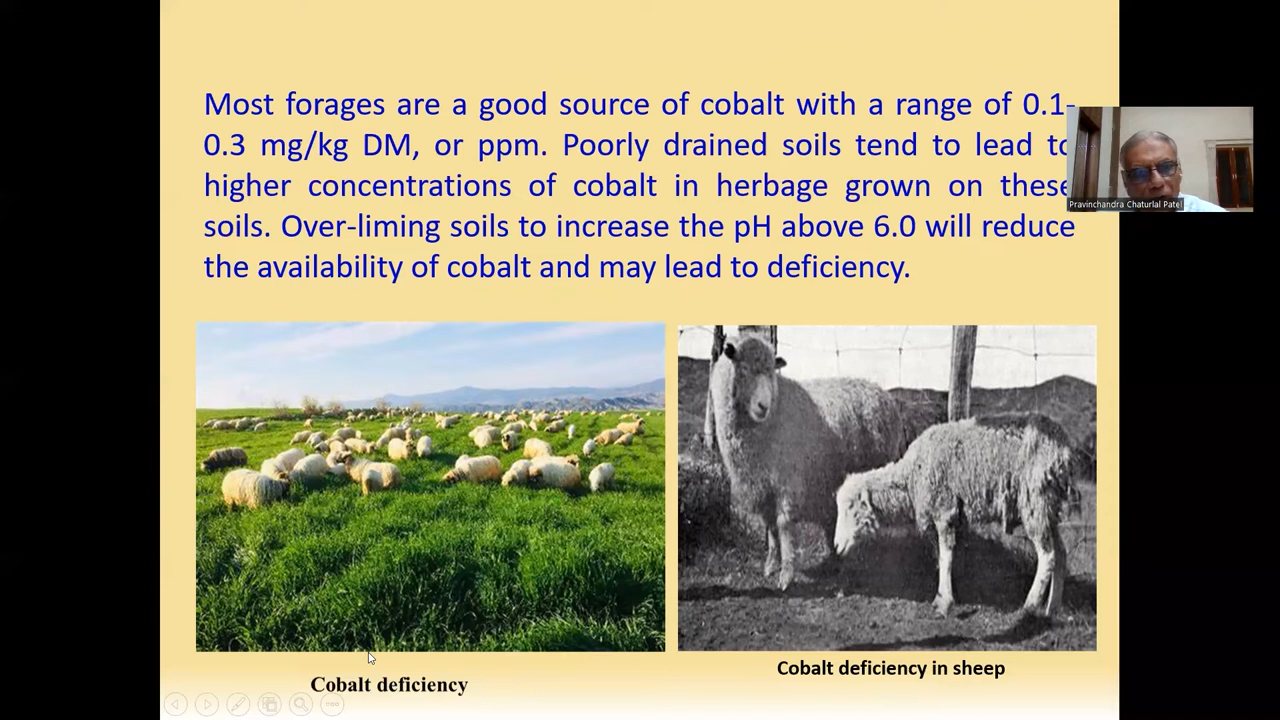 Most forages are a good source of cobalt with a range of 0.1-
0.3 mg/kg DM, or ppm. Poorly drained soils tend to lead to
higher concentrations of cobalt in herbage grown on these
soils. Over-liming soils to increase the pH above 6.0 will reduce
the availability of cobalt and may lead to deficiency.
Pravinchandra Chaturlal Patel
Cobalt deficiency in sheep
Cobalt deficiency